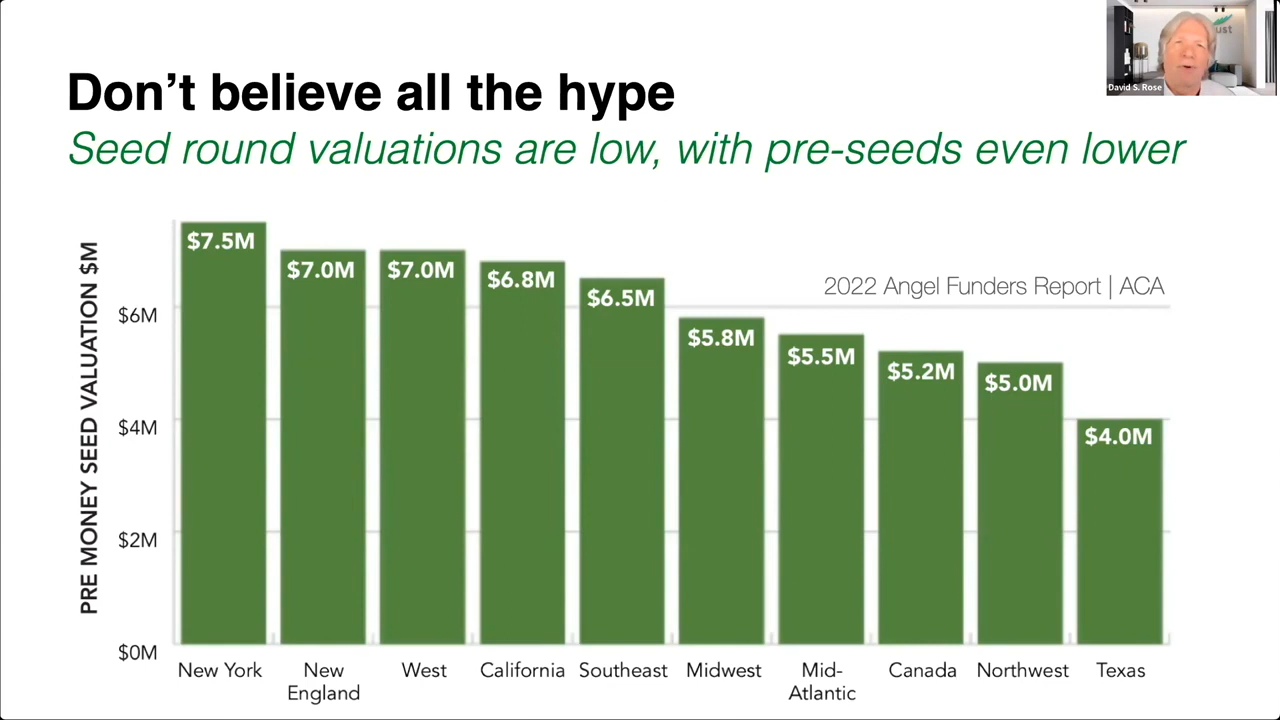 Don't believe all the hype
Seed round valuations are low, with pre-seeds even lower
ust
David S. Rose
2022 Angel Funders Report | ACA
PRE MONEY SEED VALUATION $M
$6M
$4M
$2M
$0M
$7.5M
$7.0M
$7.0M
$6.8M
$6.5M
$5.8M
$5.5M
$5.2M
$5.0M
$4.0M
New York
New
England
West
California
Southeast
Midwest
Mid-
Atlantic
Canada
Northwest
Texas